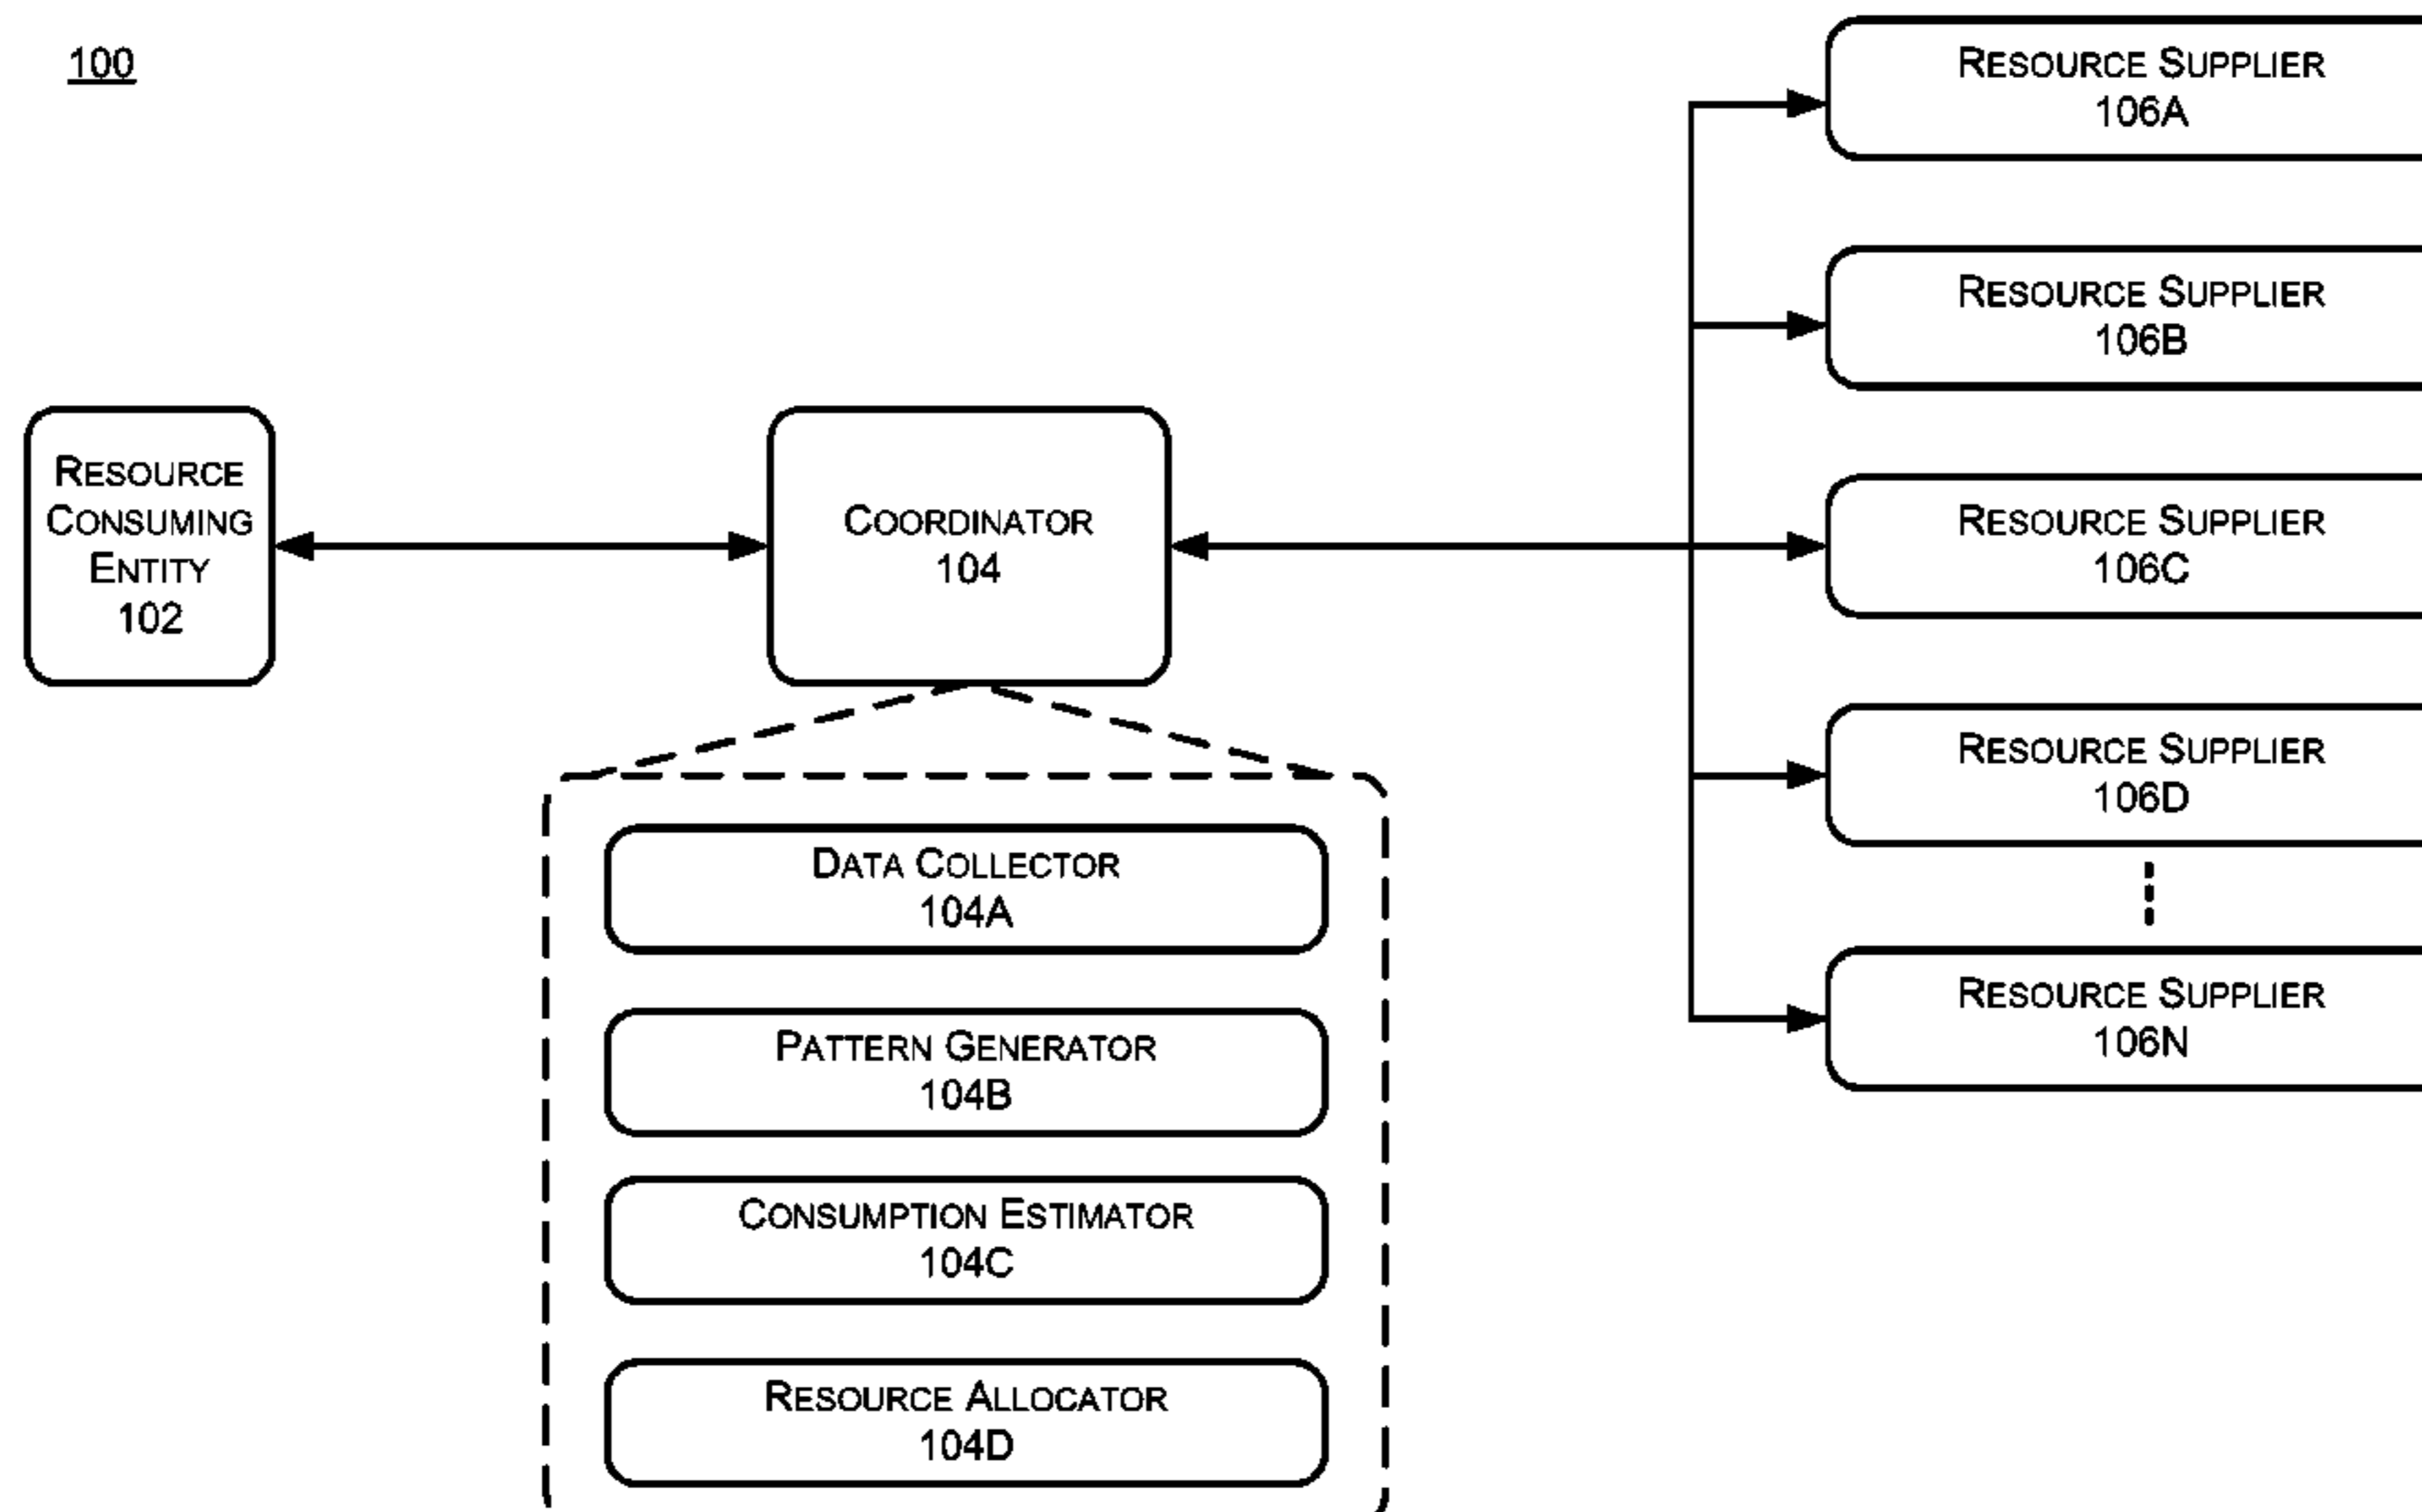 100
RESOURCE SUPPLIER
106A
RESOURCE SUPPLIER
106B
RESOURCE
CONSUMING
ENTITY
102
COORDINATOR
104
RESOURCE SUPPLIER
106C
RESOURCE SUPPLIER
106D
DATA COLLECTOR
104A
PATTERN GENERATOR
104B
CONSUMPTION ESTIMATOR
104C
RESOURCE ALLOCATOR
104D
RESOURCE SUPPLIER
106N